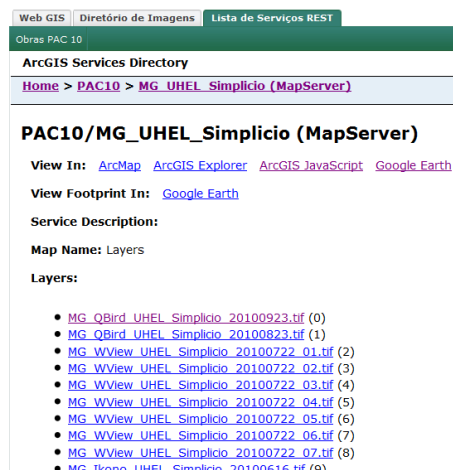 Web GIS Diretório de Imagens Lista de Serviços REST
Obras PAC 10
ArcGIS Services Directory
Home > PAC10 > MG_UHEL_Simplicio (MapServer)
PAC10/MG_UHEL_Simplicio (MapServer)
View In: ArcMap ArcGIS Explorer ArcGIS JavaScript Google Earth
View Footprint In: Google Earth
Service Description:
Map Name: Layers
Layers:
MG_QBird_UHEL_Simplicio_20100923.tif (0)
MG_QBird_UHEL_Simplicio_20100823.tif (1)
MG_WView_UHEL_Simplicio_20100722_01.tif (2)
MG_WView_UHEL_Simplicio_20100722_02.tif (3)
MG_WView_UHEL_Simplicio_20100722_03.tif (4)
MG_WView_UHEL_Simplicio_20100722_04.tif (5)
MG_WView_UHEL_Simplicio_20100722_05.tif (6)
MG_WView_UHEL_Simplicio_20100722_06.tif (7)
MG_WView_UHEL_Simplicio_20100722_07.tif (8)
MG_Ikono_UHEL_Simplicio_20100616.tif (9)